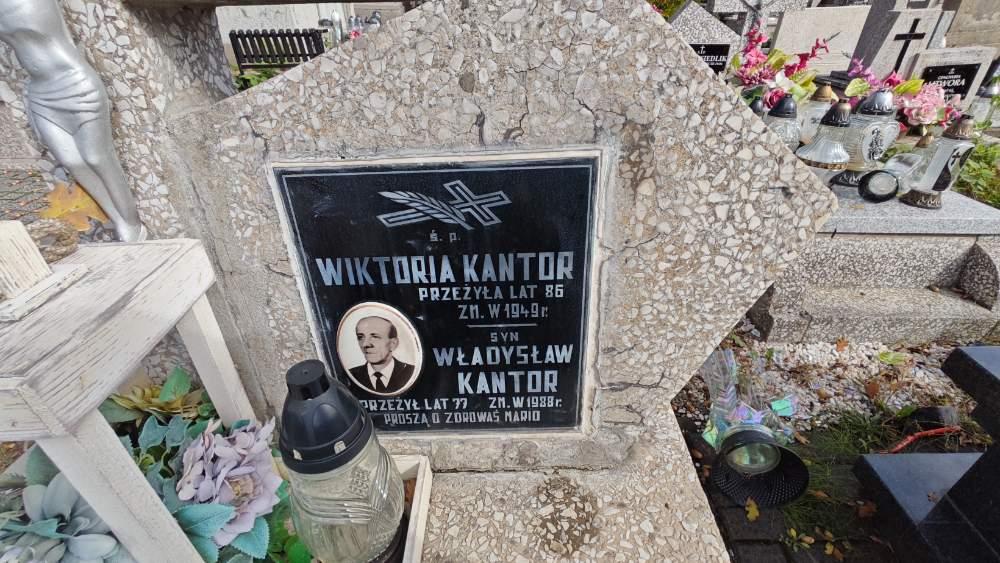 ś. p.
WIKTORIA KANTOR
PRZEŻYŁA LAT 86
ZM. W 1949 r.
SYN
WŁADYSŁAW
KANTOR
PRZEŻYŁ LAT 77 ZM. W 1988 r.
PROSZĄ O ZDROWAŚ MARIO